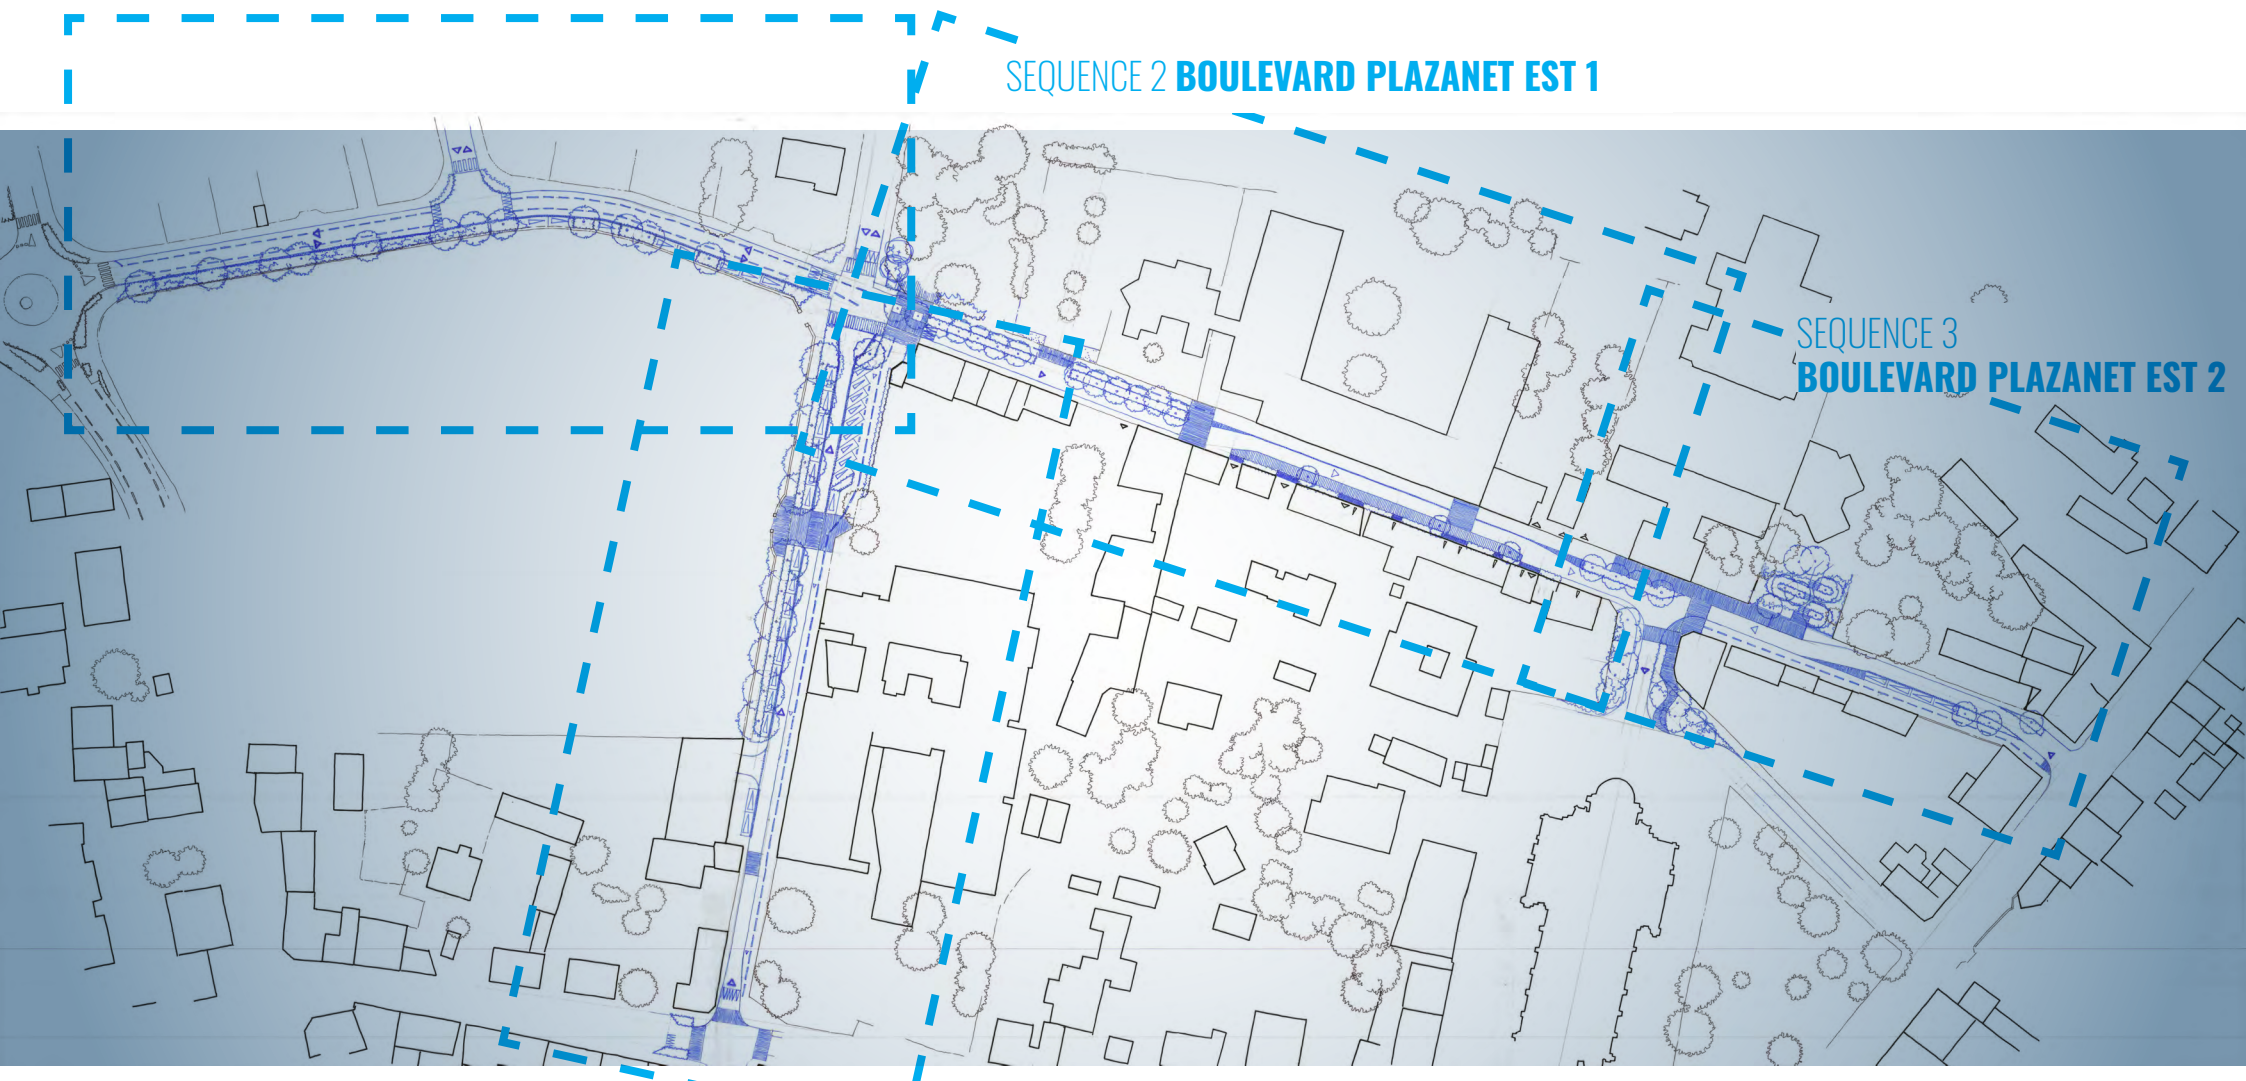 SEQUENCE 2 BOULEVARD PLAZANET EST 1
SEQUENCE 3
BOULEVARD PLAZANET EST 2